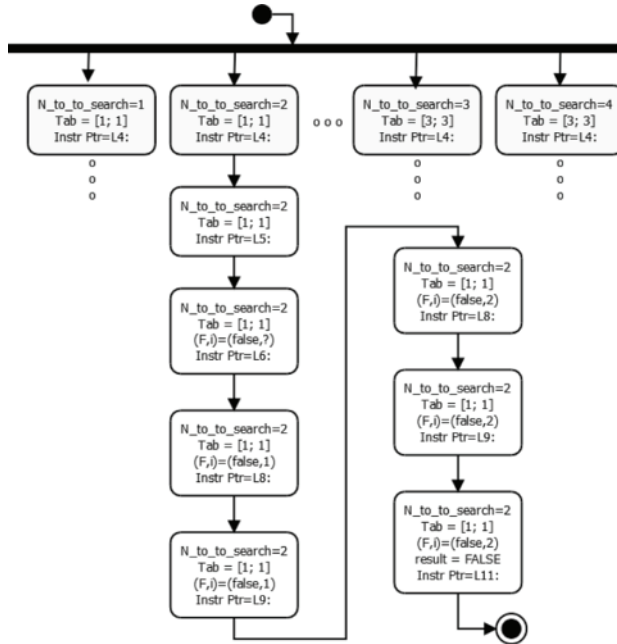 N_to_to_search=1
Tab = [1; 1]
Instr Ptr=L4:
N_to_to_search=2
Tab = [1; 1]
Instr Ptr=L4:
o o o
N_to_to_search=3
Tab = [3; 3]
Instr Ptr=L4:
N_to_to_search=4
Tab = [3; 3]
Instr Ptr=L4:
o
o
o
o
o
o
o
o
o
N_to_to_search=2
Tab = [1; 1]
Instr Ptr=L5:
N_to_to_search=2
Tab = [1; 1]
(F,i)=(false,?)
Instr Ptr=L6:
N_to_to_search=2
Tab = [1; 1]
(F,i)=(false,1)
Instr Ptr=L8:
N_to_to_search=2
Tab = [1; 1]
(F,i)=(false,1)
Instr Ptr=L9:
N_to_to_search=2
Tab = [1; 1]
(F,i)=(false,2)
Instr Ptr=L8:
N_to_to_search=2
Tab = [1; 1]
(F,i)=(false,2)
Instr Ptr=L9:
N_to_to_search=2
Tab = [1; 1]
(F,i)=(false,2)
result = FALSE
Instr Ptr=L11: